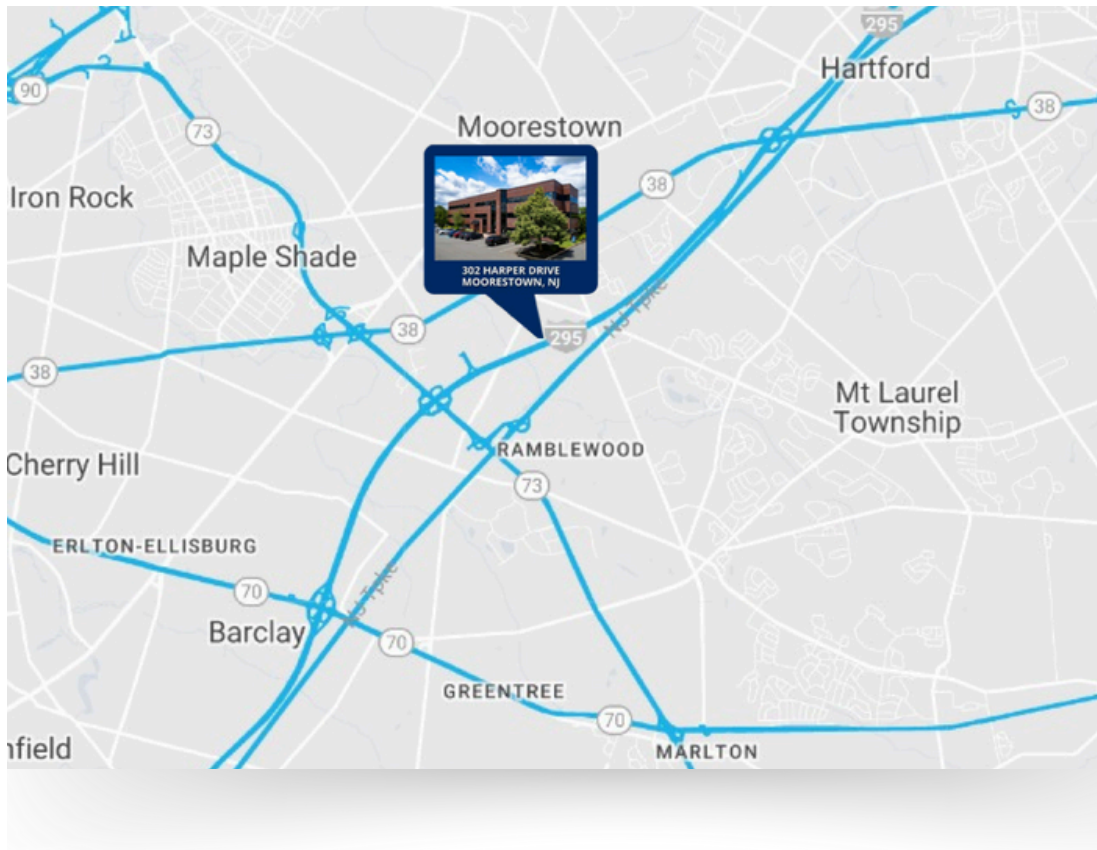 295
Hartford
90
38
73
Moorestown
38
Iron Rock
Maple Shade
302 HARPER DRIVE
MOORESTOWN, NJ
NJ Tpke
38
295
38
Mt Laurel
Township
RAMBLEWOOD
Cherry Hill
73
ERLTON-ELLISBURG
70
NJ Tpke
Barclay
70
GREENTREE
70
nfield
MARLTON